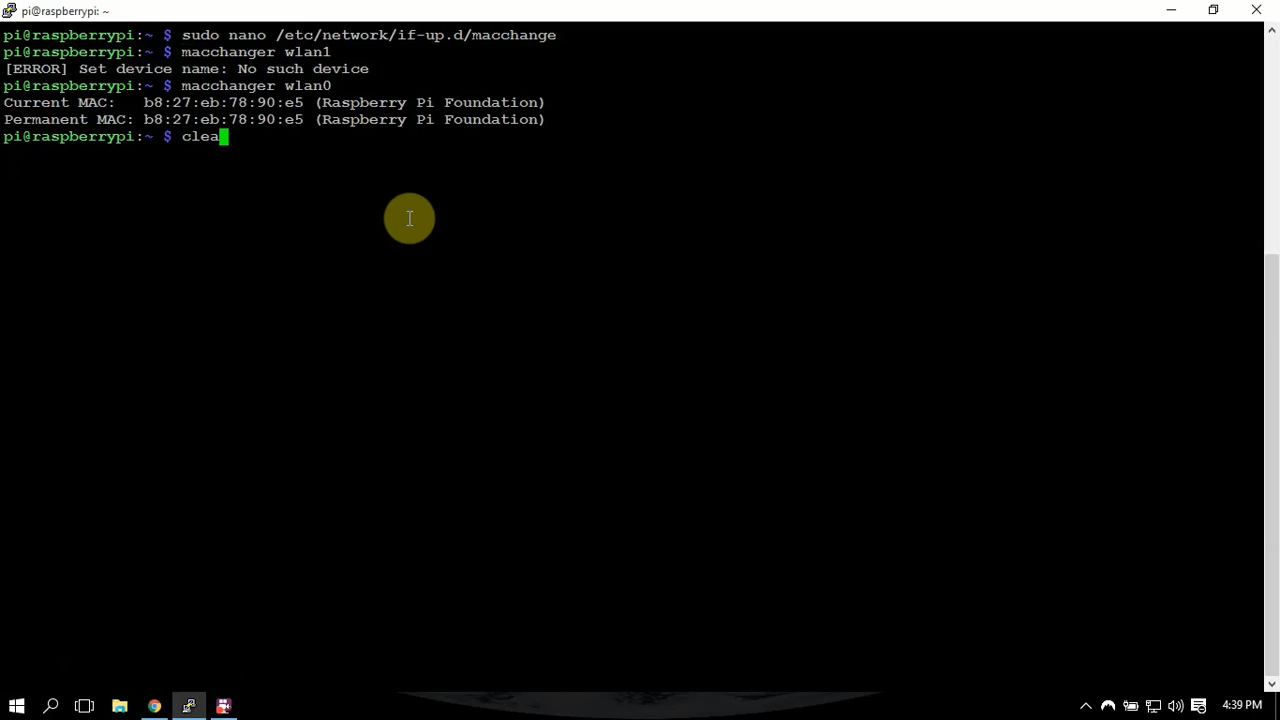 pi@raspberrypi: ~
pi@raspberrypi:~ $ sudo nano /etc/network/if-up.d/macchange
pi@raspberrypi:~ $ macchanger wlan1
[ERROR] Set device name: No such device
pi@raspberrypi:~ $ macchanger wlan0
Current MAC:   b8:27:eb:78:90:e5 (Raspberry Pi Foundation)
Permanent MAC: b8:27:eb:78:90:e5 (Raspberry Pi Foundation)
pi@raspberrypi:~ $ clea
4:39 PM